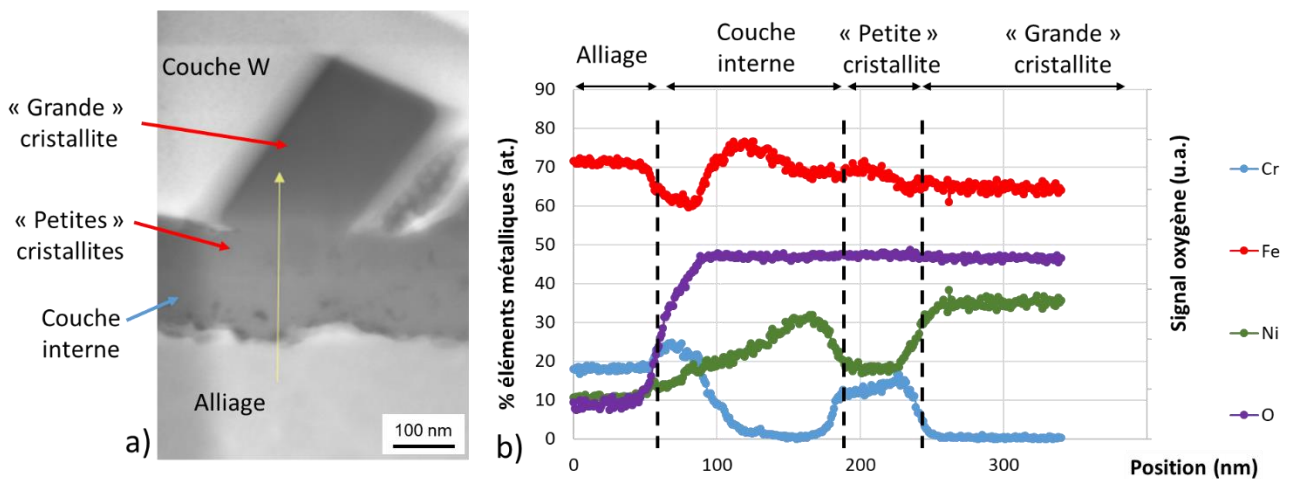 Couche W
« Grande »
cristallite
« Petites »
cristallites
Couche
interne
Alliage
100 nm
a)
Alliage
Couche
interne
« Petite »
cristallite
« Grande »
cristallite
% éléments métalliques (at.)
90
80
70
60
50
40
30
20
10
0
0
100
200
300
Position (nm)
Signal oxygène (u.a.)
Cr
Fe
Ni
O
b)